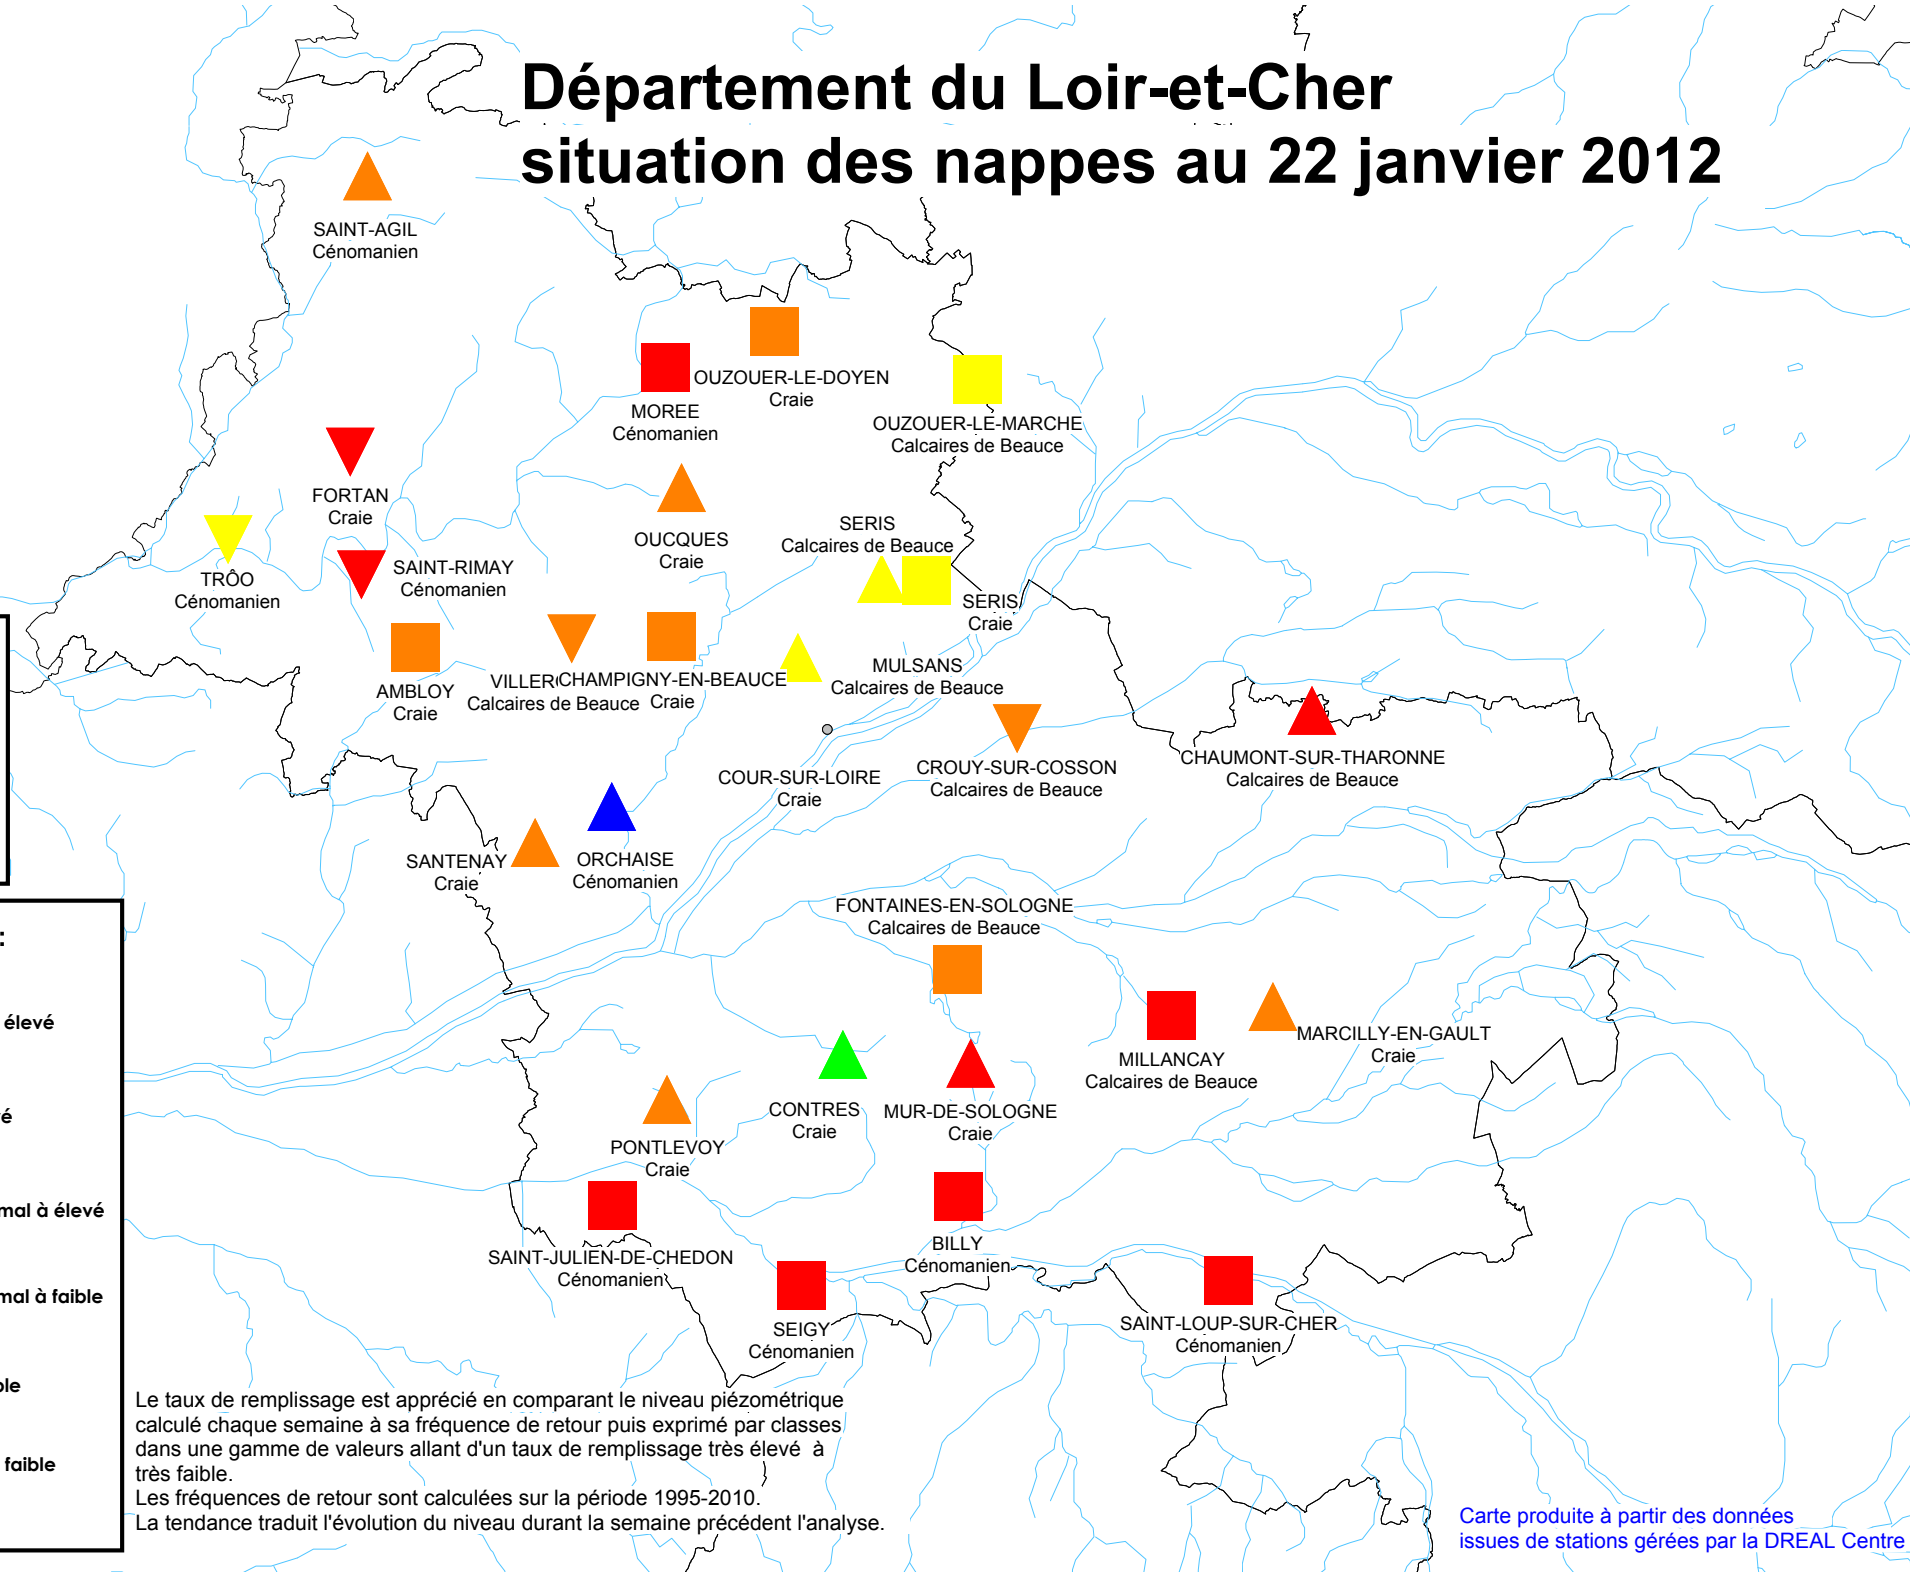 Département du Loir-et-Cher
situation des nappes au 22 janvier 2012
SAINT-AGIL
Cénomanien
OUZOUER-LE-DOYEN
Craie
MOREE
Cénomanien
OUZOUER-LE-MARCHE
Calcaires de Beauce
FORTAN
Craie
OUCQUES
Craie
SERIS
Calcaires de Beauce
TRÔO
Cénomanien
SAINT-RIMAY
Cénomanien
SERIS
Craie
AMBLOY
Craie
VILLER
Calcaires de Beauce
CHAMPIGNY-EN-BEAUCE
Craie
MULSANS
Calcaires de Beauce
COUR-SUR-LOIRE
Craie
CROUY-SUR-COSSON
Calcaires de Beauce
CHAUMONT-SUR-THARONNE
Calcaires de Beauce
SANTENAY
Craie
ORCHAISE
Cénomanien
FONTAINES-EN-SOLOGNE
Calcaires de Beauce
MILLANCAY
Calcaires de Beauce
MARCILLY-EN-GAULT
Craie
CONTRES
Craie
MUR-DE-SOLOGNE
Craie
PONTLEVOY
Craie
SAINT-JULIEN-DE-CHEDON
Cénomanien
BILLY
Cénomanien
SEIGY
Cénomanien
SAINT-LOUP-SUR-CHER
Cénomanien
:
élevé
vé
mal à élevé
mal à faible
ble
faible
Le taux de remplissage est apprécié en comparant le niveau piézométrique
calculé chaque semaine à sa fréquence de retour puis exprimé par classes
dans une gamme de valeurs allant d'un taux de remplissage très élevé à
très faible.
Les fréquences de retour sont calculées sur la période 1995-2010.
La tendance traduit l'évolution du niveau durant la semaine précédent l'analyse.
Carte produite à partir des données
issues de stations gérées par la DREAL Centre